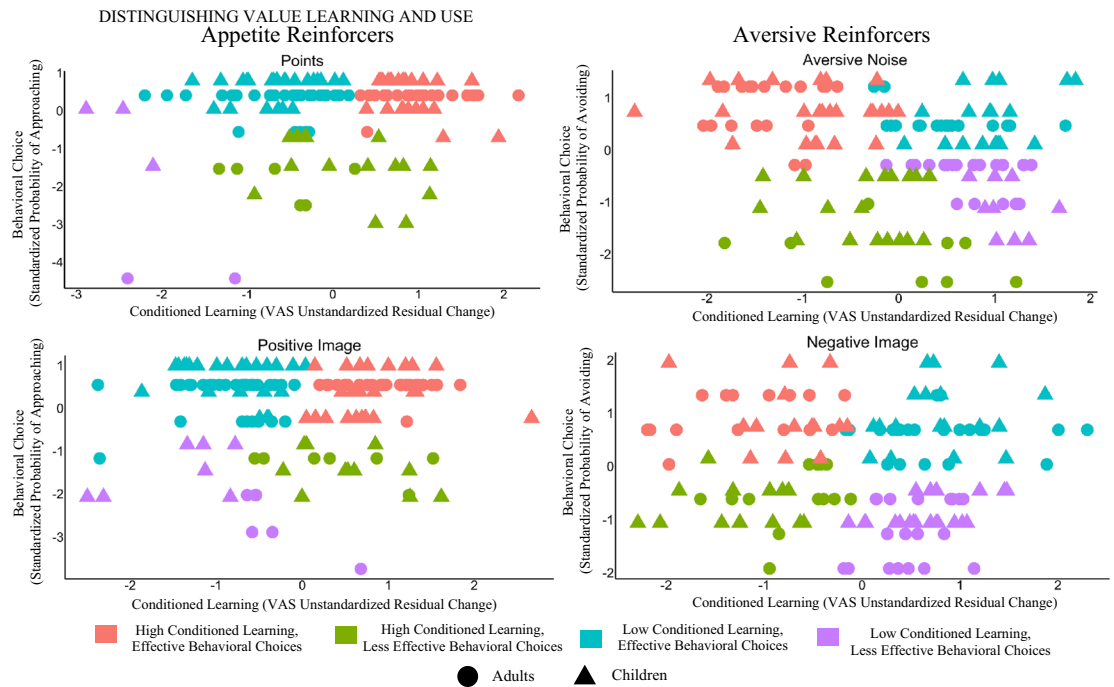 DISTINGUISHING VALUE LEARNING AND USE
Appetite Reinforcers
Aversive Reinforcers
Points
Behavioral Choice
(Standardized Probability of Approaching)
1
0
-1
-2
-3
-4
-3
-2
-1
0
1
2
Conditioned Learning (VAS Unstandardized Residual Change)
Aversive Noise
Behavioral Choice
(Standardized Probability of Avoiding)
1
0
-1
-2
-2
-1
0
1
2
Conditioned Learning (VAS Unstandardized Residual Change)
Positive Image
Behavioral Choice
(Standardized Probability of Approaching)
1
0
-1
-2
-3
-2
-1
0
1
2
Conditioned Learning (VAS Unstandardized Residual Change)
Negative Image
Behavioral Choice
(Standardized Probability of Avoiding)
2
1
0
-1
-2
-2
-1
0
1
2
Conditioned Learning (VAS Unstandardized Residual Change)
High Conditioned Learning,
Effective Behavioral Choices
High Conditioned Learning,
Less Effective Behavioral Choices
Low Conditioned Learning,
Effective Behavioral Choices
Low Conditioned Learning,
Less Effective Behavioral Choices
Adults
Children